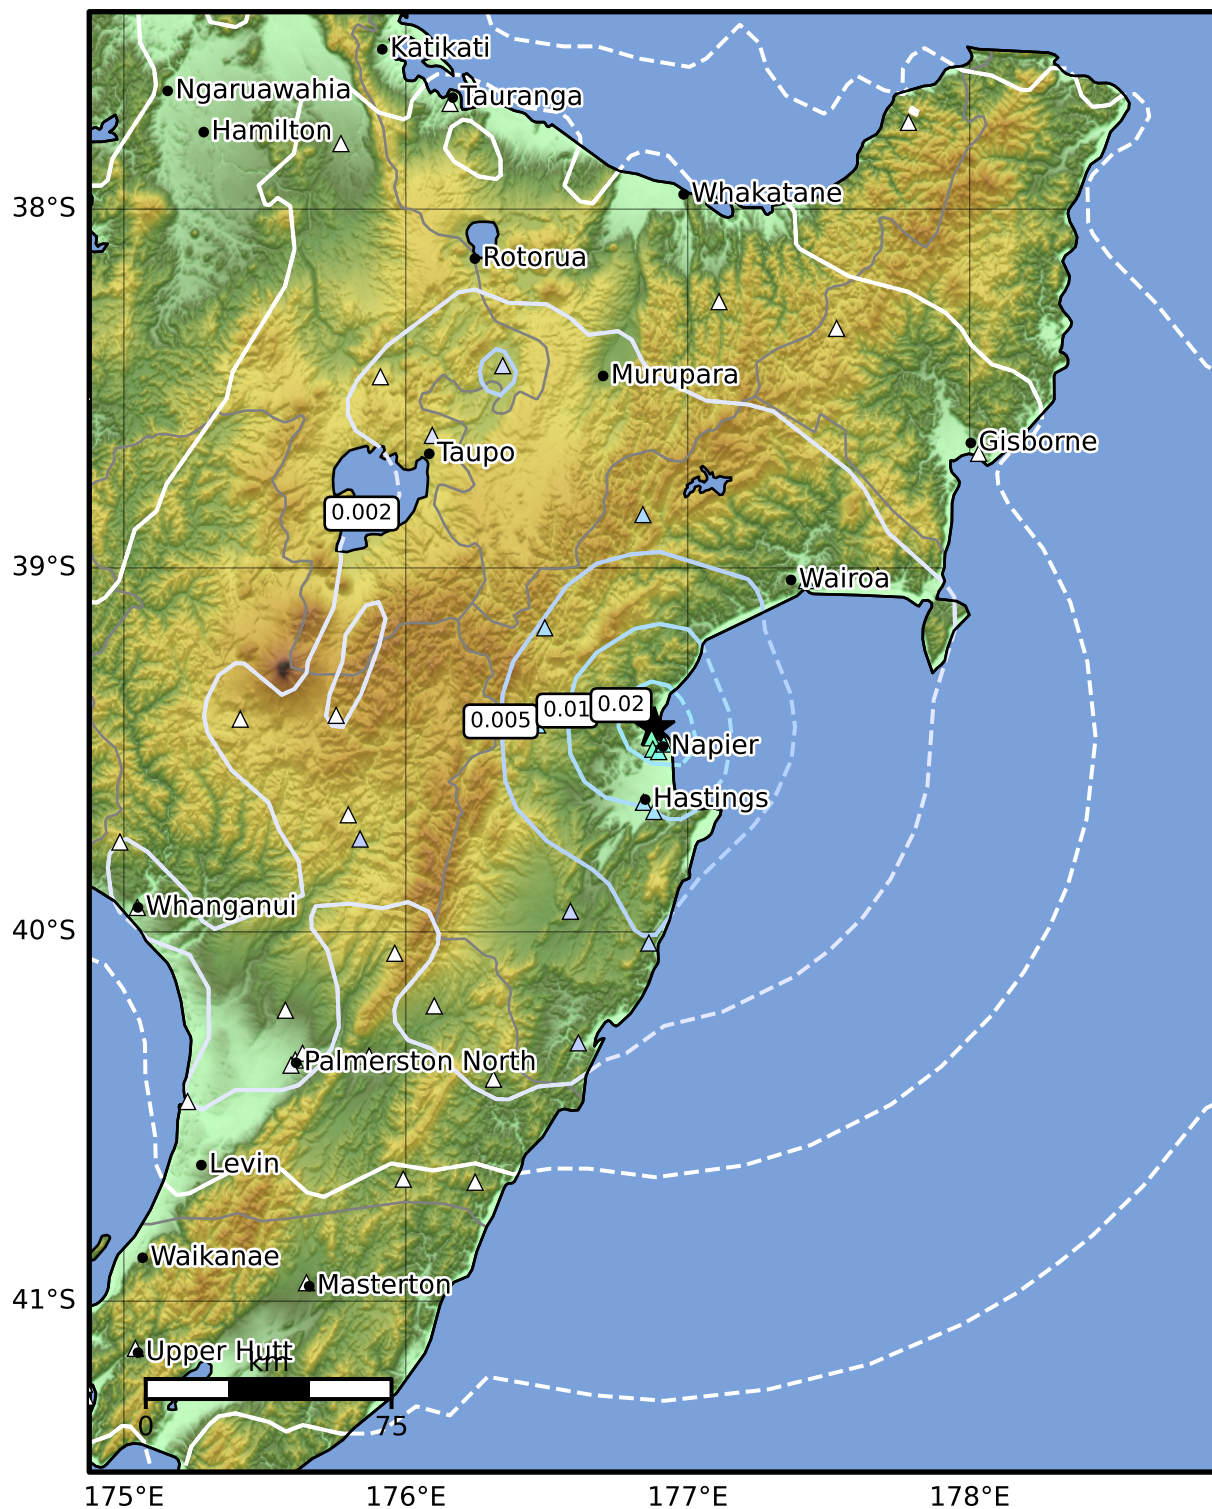 Katikati
Ngaruawahia
Tauranga
Hamilton
Whakatane
38°S
Rotorua
Murupara
Gisborne
Taupo
0.002
39°S
Wairoa
0.005
0.01
0.02
Napier
Hastings
Whanganui
40°S
Palmerston North
Levin
Waikanae
Masterton
41°S
Upper Hutt
km
0
75
175°E
176°E
177°E
178°E